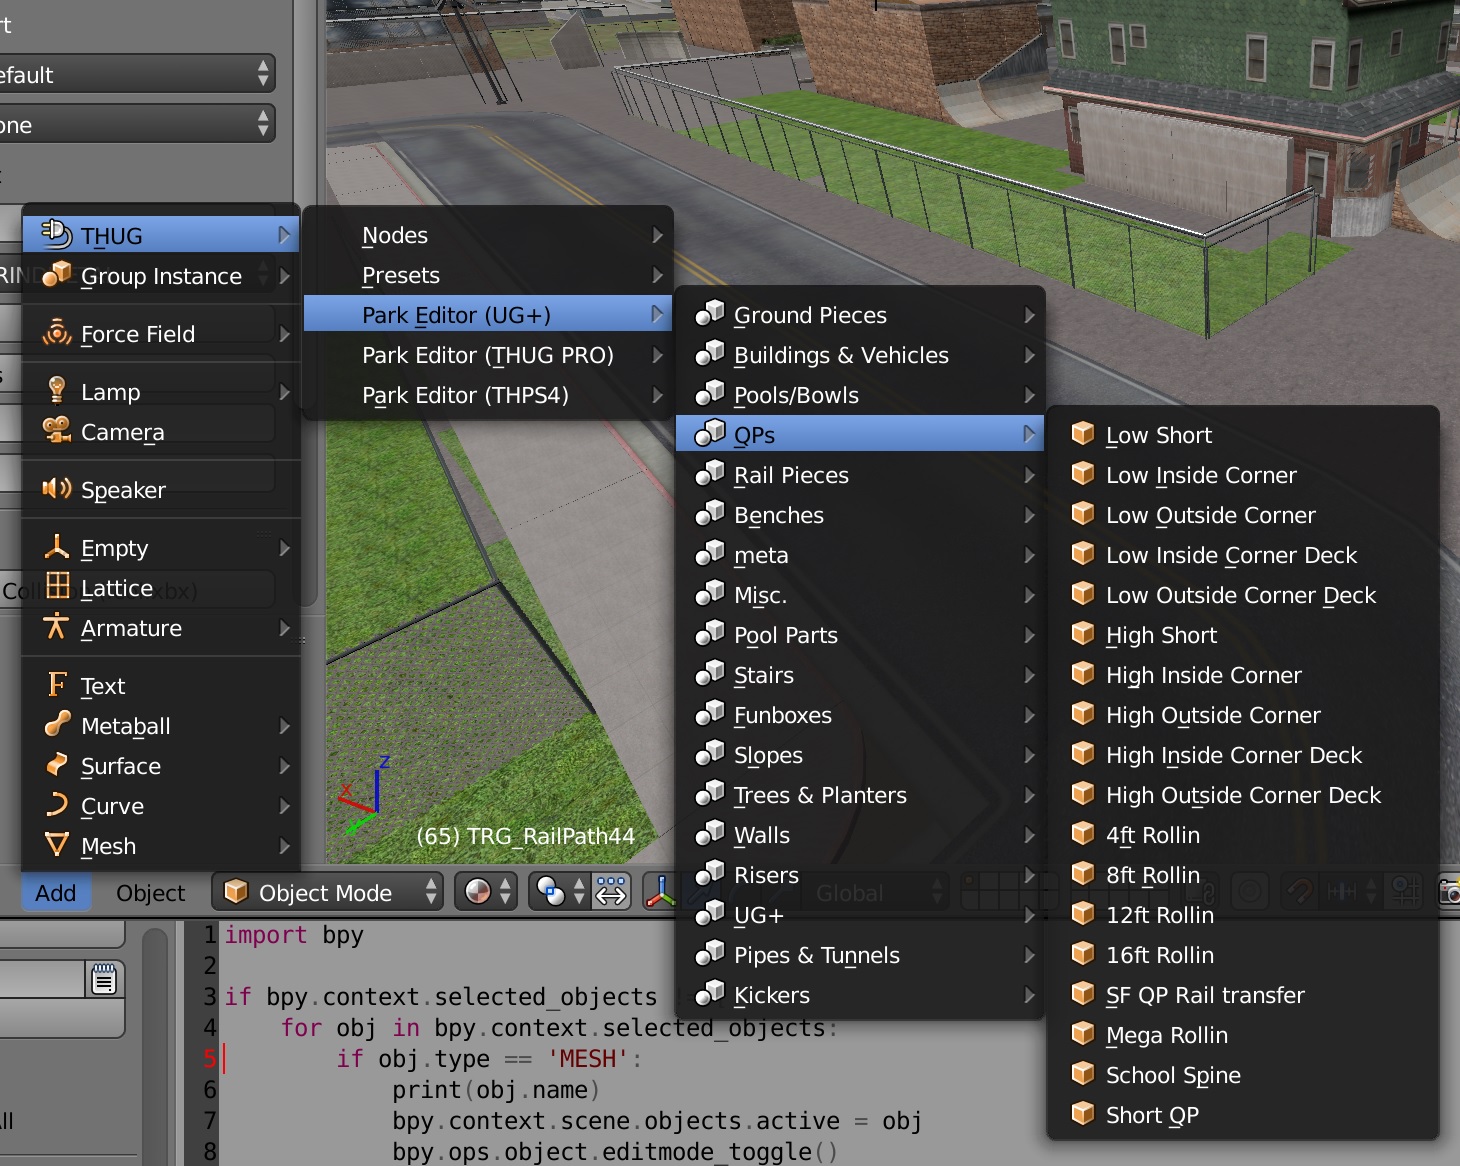 efault
one
THUG
Group Instance
Force Field
Lamp
Camera
Speaker
Empty
Lattice
Armature
Text
Metaball
Surface
Curve
Mesh
Nodes
Presets
Park Editor (UG+)
Park Editor (THUG PRO)
Park Editor (THPS4)
Ground Pieces
Buildings & Vehicles
Pools/Bowls
QPs
Rail Pieces
Benches
meta
Misc.
Pool Parts
Stairs
Funboxes
Slopes
Trees & Planters
Walls
Risers
UG+
Pipes & Tunnels
Kickers
Low Short
Low Inside Corner
Low Outside Corner
Low Inside Corner Deck
Low Outside Corner Deck
High Short
High Inside Corner
High Outside Corner
High Inside Corner Deck
High Outside Corner Deck
4ft Rollin
8ft Rollin
12ft Rollin
16ft Rollin
SF QP Rail transfer
Mega Rollin
School Spine
Short QP
z
x
(65) TRG_RailPath44
Add Object Object Mode Global
1 import bpy
2
3 if bpy.context.selected_objects
4 for obj in bpy.context.selected_objects:
5 if obj.type == 'MESH':
6 print(obj.name)
7 bpy.context.scene.objects.active = obj
8 bpy.ops.object.editmode_toggle()